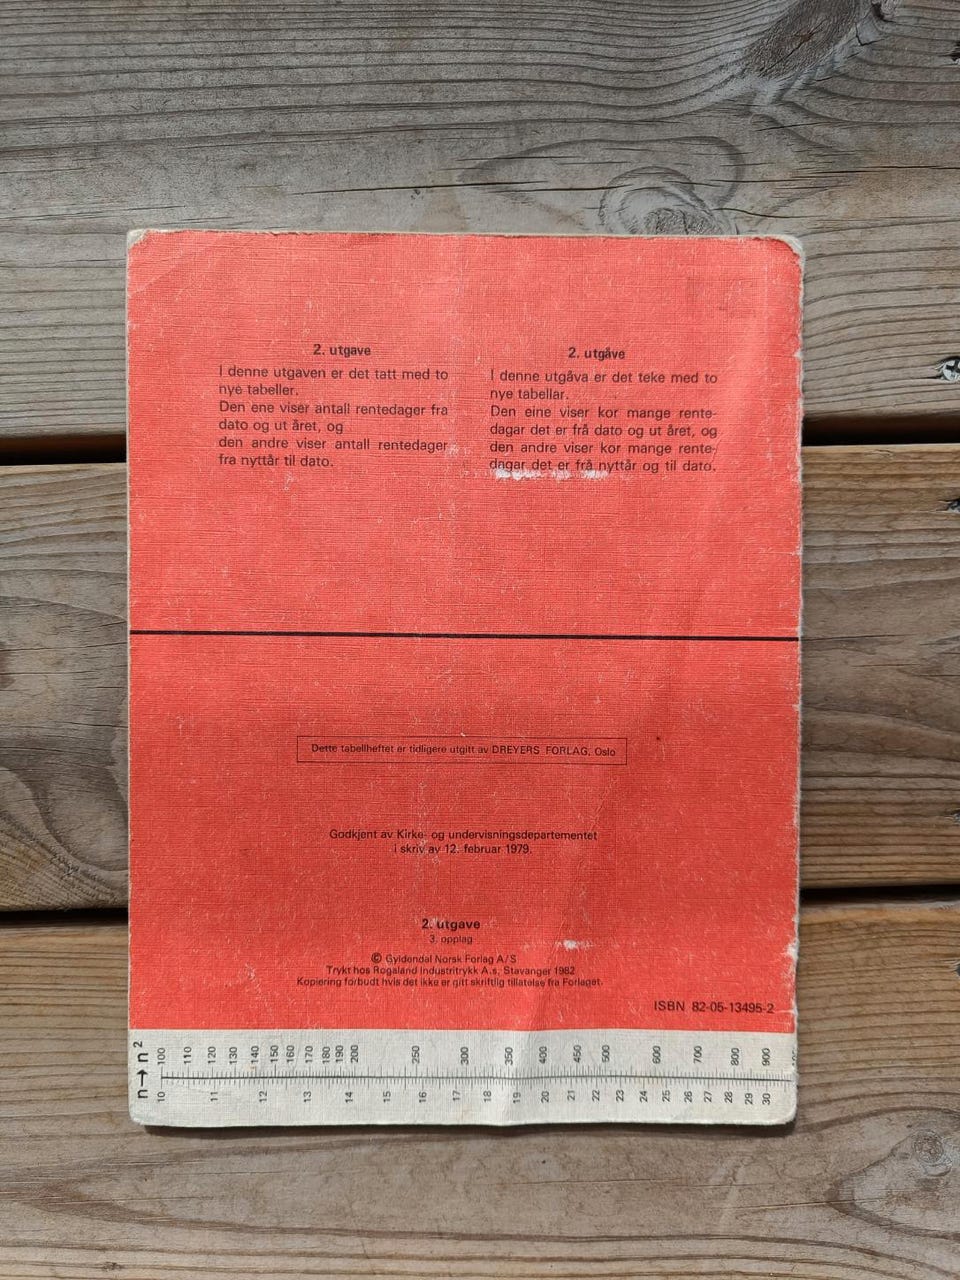 2. utgave
I denne utgaven er det tatt med to
nye tabeller.
Den ene viser antall rentedager fra
dato og ut året, og
den andre viser antall rentedager
fra nyttår til dato.
2. utgåve
I denne utgåva er det teke med to
nye tabellar.
Den eine viser kor mange rente-
dagar det er frå dato og ut året, og
den andre viser kor mange rente-
dagar det er frå nyttår og til dato.
Dette tabellheftet er tidligere utgitt av DREYERS FORLAG, Oslo
Godkjent av Kirke- og undervisningsdepartementet
i skriv av 12. februar 1979.
2. utgave
3. opplag
© Gyldendal Norsk Forlag A/S
Trykt hos Rogaland Industritrykk A.s, Stavanger 1982
Kopiering forbudt hvis det ikke er gitt skriftlig tillatelse fra Forlaget.
ISBN 82-05-13495-2
n→n²
100 110 120 130 140 150 160 170 180 190 200 250 300 350 400 450 500 600 700 800 900
10 11 12 13 14 15 16 17 18 19 20 21 22 23 24 25 26 27 28 29 30